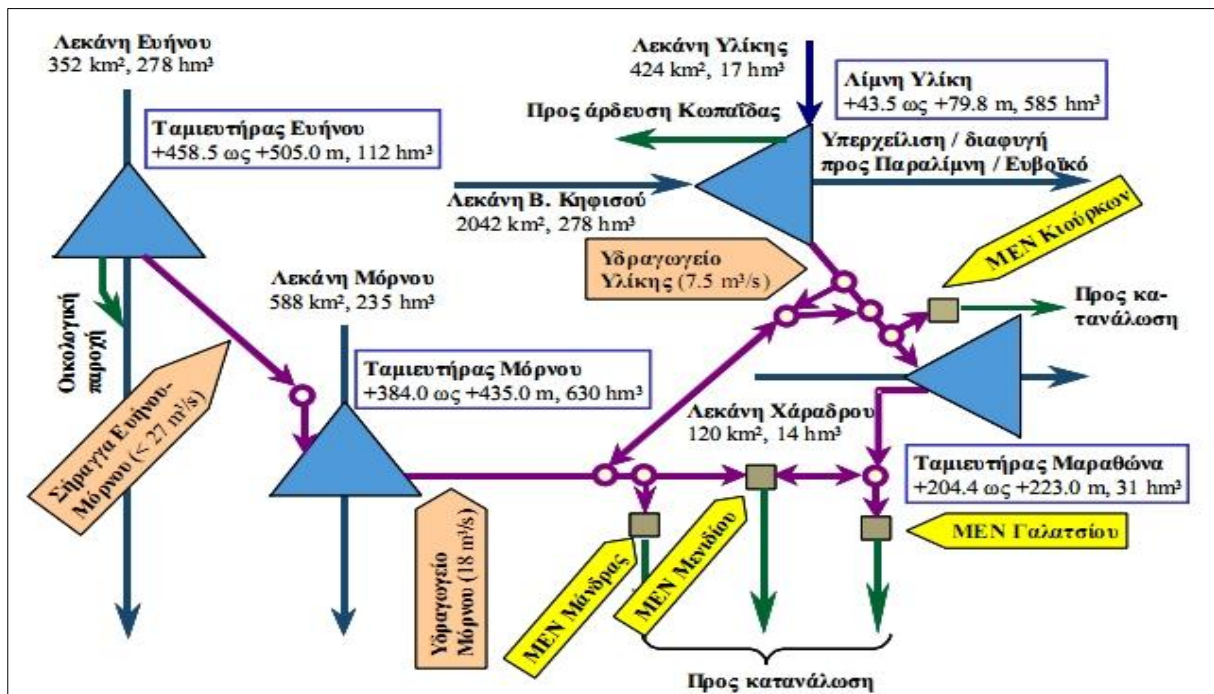 Λεκάνη Ευήνου
352 km², 278 hm³
Ταμιευτήρας Ευήνου
+458.5 ως +505.0 m, 112 hm³
Οικολογική
παροχή
Σήραγγα Ευήνου-
Μόρνου (< 27 m³/s)
Λεκάνη Μόρνου
588 km², 235 hm³
Ταμιευτήρας Μόρνου
+384.0 ως +435.0 m, 630 hm³
Υδραγωγείο
Μόρνου (18 m³/s)
Λεκάνη Υλίκης
424 km², 17 hm³
Λίμνη Υλίκη
+43.5 ως +79.8 m, 585 hm³
Προς άρδευση Κωπαΐδας
Υπερχείλιση / διαφυγή
προς Παραλίμνη / Ευβοϊκό
Λεκάνη Β. Κηφισού
2042 km², 278 hm³
Υδραγωγείο
Υλίκης (7.5 m³/s)
ΜΕΝ Κιούρκων
Προς κα-
τανάλωση
Λεκάνη Χάραδρου
120 km², 14 hm³
Ταμιευτήρας Μαραθώνα
+204.4 ως +223.0 m, 31 hm³
ΜΕΝ Μάνδρας
ΜΕΝ Μενιδίου
ΜΕΝ Γαλατσίου
Προς κατανάλωση